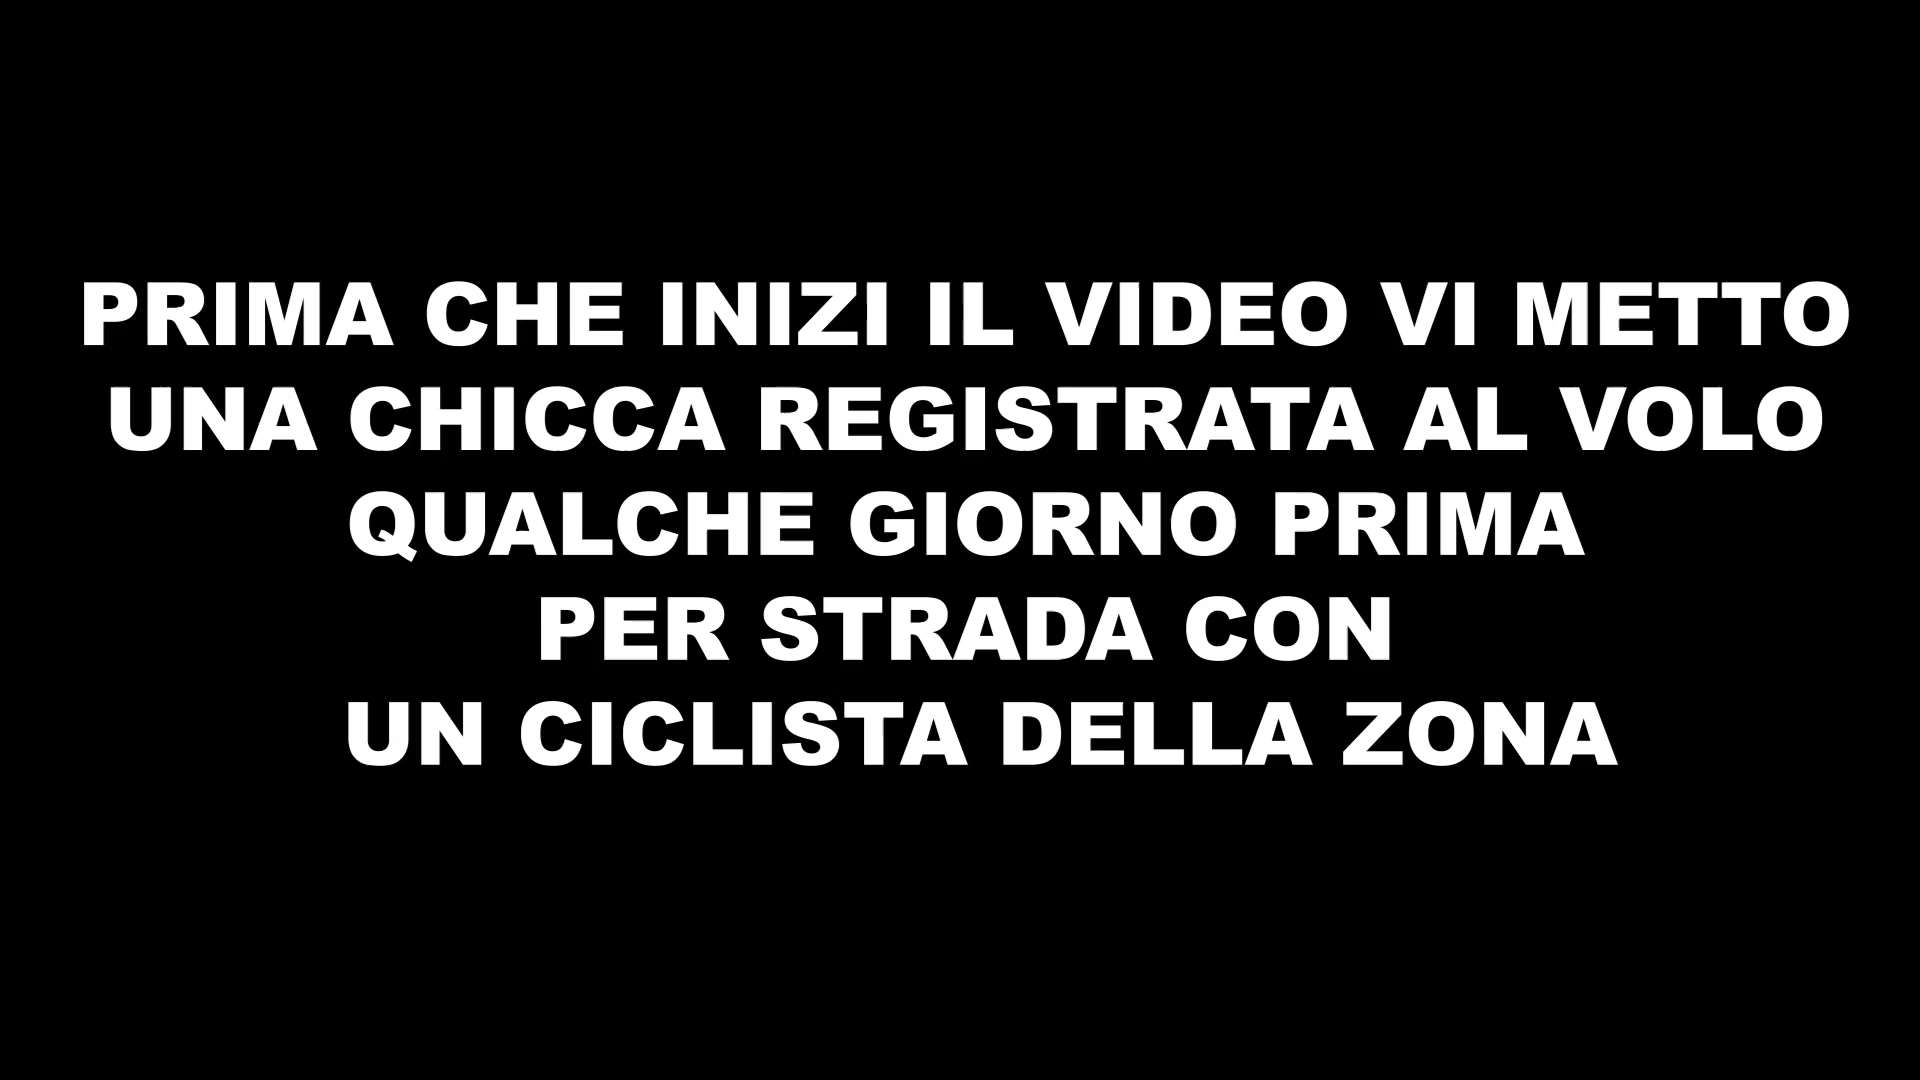 PRIMA CHE INIZI IL VIDEO VI METTO
UNA CHICCA REGISTRATA AL VOLO
QUALCHE GIORNO PRIMA
PER STRADA CON
UN CICLISTA DELLA ZONA